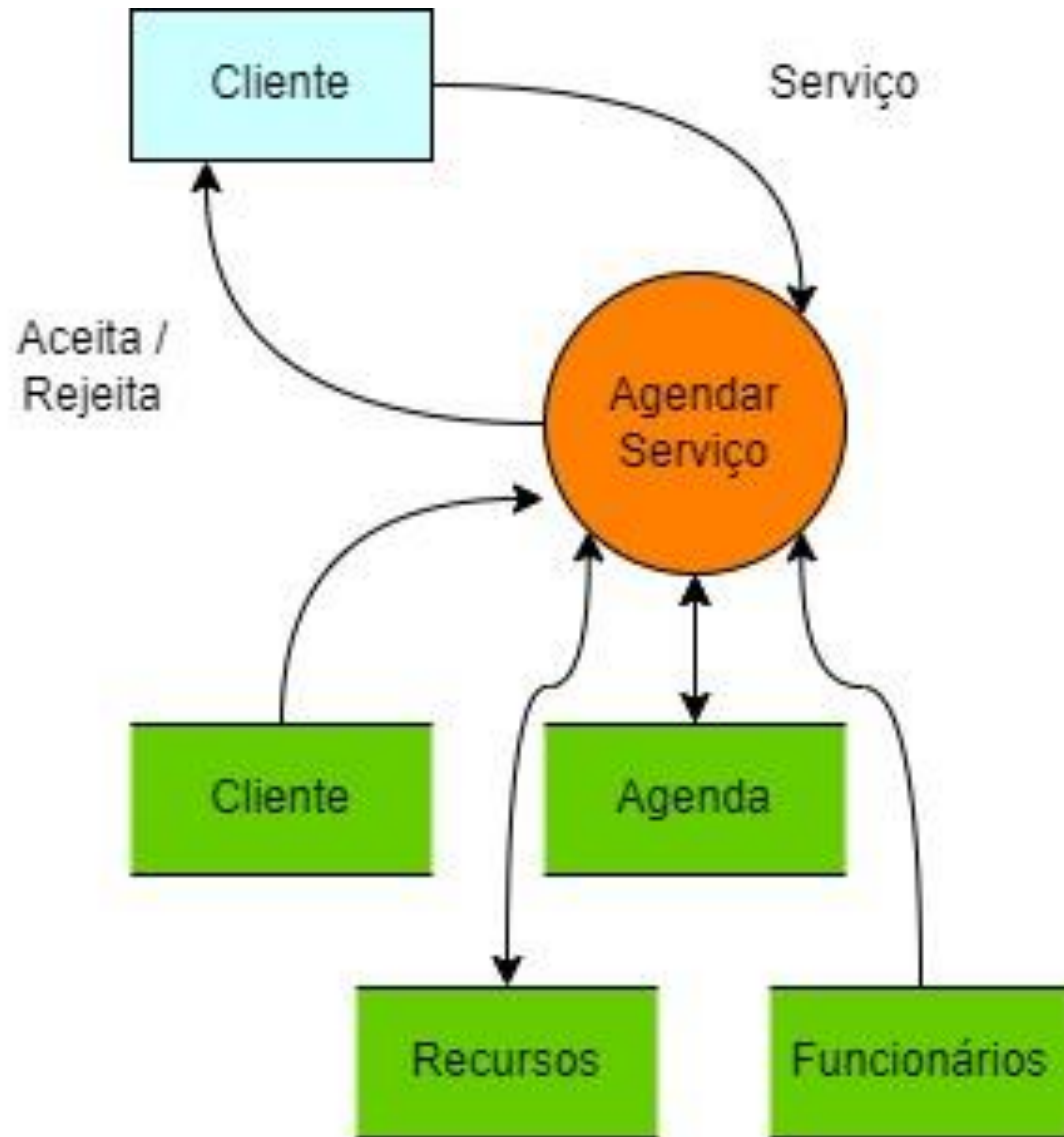 Cliente
Serviço
Aceita /
Rejeita
Agendar
Serviço
Cliente
Agenda
Recursos
Funcionários